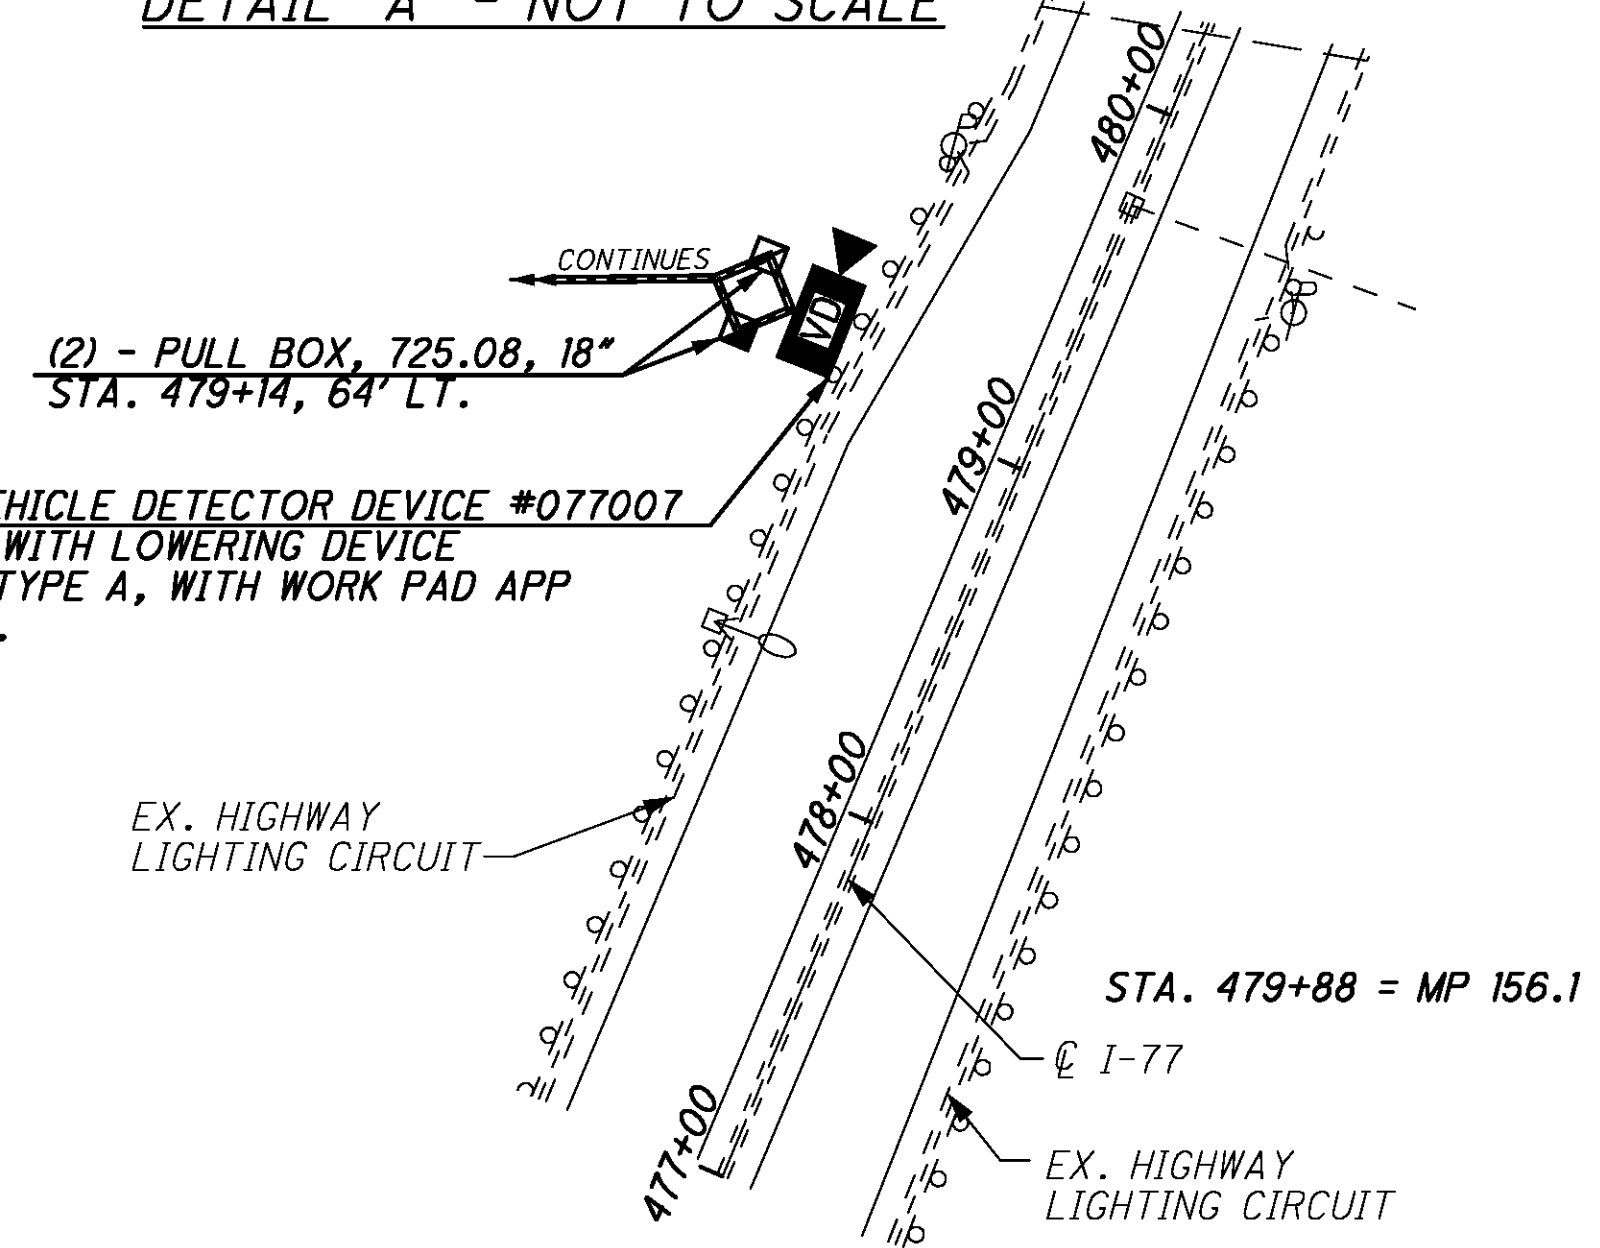 DETAIL "A" - NOT TO SCALE
480+00
CONTINUES
VD
(2) - PULL BOX, 725.08, 18"
STA. 479+14, 64' LT.
479+00
EHICLE DETECTOR DEVICE #077007
WITH LOWERING DEVICE
TYPE A, WITH WORK PAD APP
.
478+00
EX. HIGHWAY
LIGHTING CIRCUIT
STA. 479+88 = MP 156.1
℄ I-77
477+00
EX. HIGHWAY
LIGHTING CIRCUIT